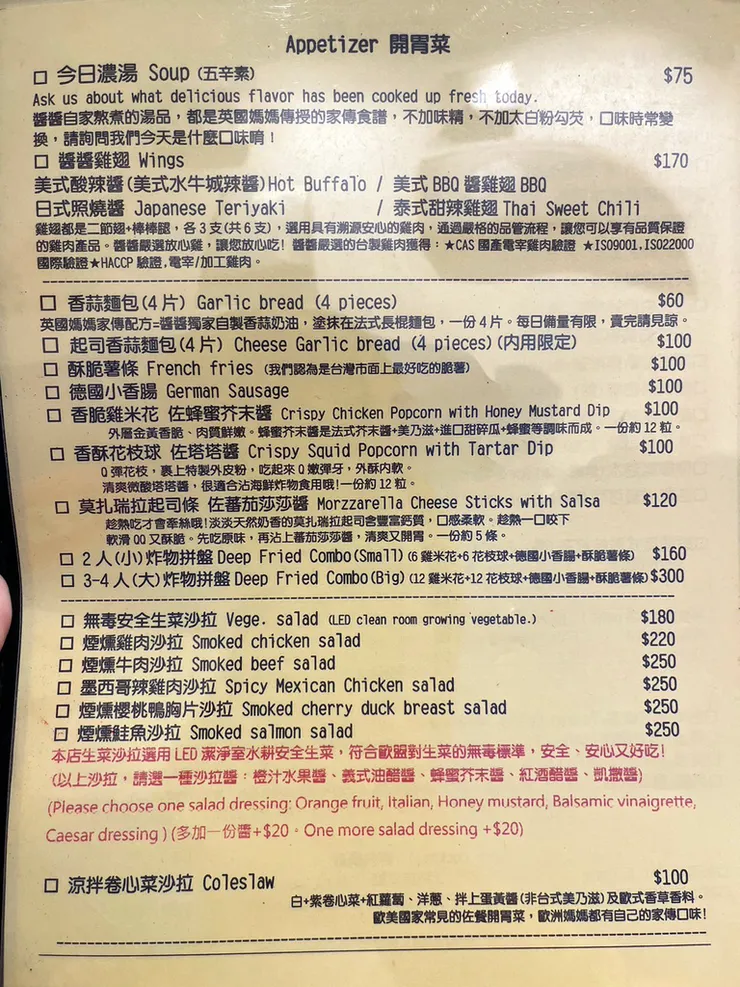 Appetizer 開胃菜
□ 今日濃湯 Soup (五辛素) $75
Ask us about what delicious flavor has been cooked up fresh today.
醬醬自家熬煮的湯品，都是英國媽媽傳授的家傳食譜，不加味精，不加太白粉勾芡，口味時常變
換，請詢問我們今天是什麼口味唷！
□ 醬醬雞翅 Wings $170
美式酸辣醬(美式水牛城辣醬)Hot Buffalo / 美式 BBQ 醬雞翅 BBQ
日式照燒醬 Japanese Teriyaki / 泰式甜辣雞翅 Thai Sweet Chili
雞翅都是二節翅+棒棒腿，各 3 支(共 6 支)，選用具有溯源安心的雞肉，通過嚴格的品管流程，讓您可以享有品質保證
的雞肉產品。醬醬嚴選放心雞，讓您放心吃! 醬醬嚴選的台製雞肉獲得：★CAS 國產電宰雞肉驗證 ★ISO9001,ISO22000
國際驗證★HACCP 驗證,電宰/加工雞肉。
□ 香蒜麵包(4 片) Garlic bread (4 pieces) $60
英國媽媽家傳配方=醬醬獨家自製香蒜奶油，塗抹在法式長棍麵包，一份 4 片。每日備量有限，賣完請見諒。
□ 起司香蒜麵包(4 片) Cheese Garlic bread (4 pieces)(內用限定) $100
□ 酥脆薯條 French fries (我們認為是台灣市面上最好吃的脆薯) $100
□ 德國小香腸 German Sausage $100
□ 香脆雞米花 佐蜂蜜芥末醬 Crispy Chicken Popcorn with Honey Mustard Dip $100
外層金黃香脆、肉質鮮嫩。蜂蜜芥末醬是法式芥末醬+美乃滋+進口甜碎瓜+蜂蜜等調味而成。一份約 12 粒。
□ 香酥花枝球 佐塔塔醬 Crispy Squid Popcorn with Tartar Dip $100
Q 彈花枝，裹上特製外皮粉，吃起來 Q 嫩彈牙，外酥內軟。
清爽微酸塔塔醬，很適合沾海鮮炸物食用哦!一份約 12 粒。
□ 莫扎瑞拉起司條 佐蕃茄莎莎醬 Morzzarella Cheese Sticks with Salsa $120
趁熱吃才會牽絲哦!淡淡天然奶香的莫扎瑞拉起司含豐富鈣質，口感柔軟。趁熱一口咬下
軟滑 QQ 又酥脆。先吃原味，再沾上蕃茄莎莎醬，清爽又開胃。一份約 5 條。
□ 2 人(小)炸物拼盤 Deep Fried Combo(Small) (6 雞米花+6 花枝球+德國小香腸+酥脆薯條) $160
□ 3-4 人(大)炸物拼盤 Deep Fried Combo(Big) (12 雞米花+12 花枝球+德國小香腸+酥脆薯條) $300
□ 無毒安全生菜沙拉 Vege. salad (LED clean room growing vegetable.) $180
□ 煙燻雞肉沙拉 Smoked chicken salad $220
□ 煙燻牛肉沙拉 Smoked beef salad $250
□ 墨西哥辣雞肉沙拉 Spicy Mexican Chicken salad $250
□ 煙燻櫻桃鴨胸片沙拉 Smoked cherry duck breast salad $250
□ 煙燻鮭魚沙拉 Smoked salmon salad $250
本店生菜沙拉選用 LED 潔淨室水耕安全生菜，符合歐盟對生菜的無毒標準，安全、安心又好吃!
(以上沙拉，請選一種沙拉醬：橙汁水果醬、義式油醋醬、蜂蜜芥末醬、紅酒醋醬、凱撒醬)
(Please choose one salad dressing: Orange fruit, Italian, Honey mustard, Balsamic vinaigrette,
Caesar dressing ) (多加一份醬+$20。One more salad dressing +$20)
□ 涼拌卷心菜沙拉 Coleslaw $100
白+紫卷心菜+紅蘿蔔、洋蔥、拌上蛋黃醬(非台式美乃滋)及歐式香草香料。
歐美國家常見的佐餐開胃菜，歐洲媽媽都有自己的家傳口味!